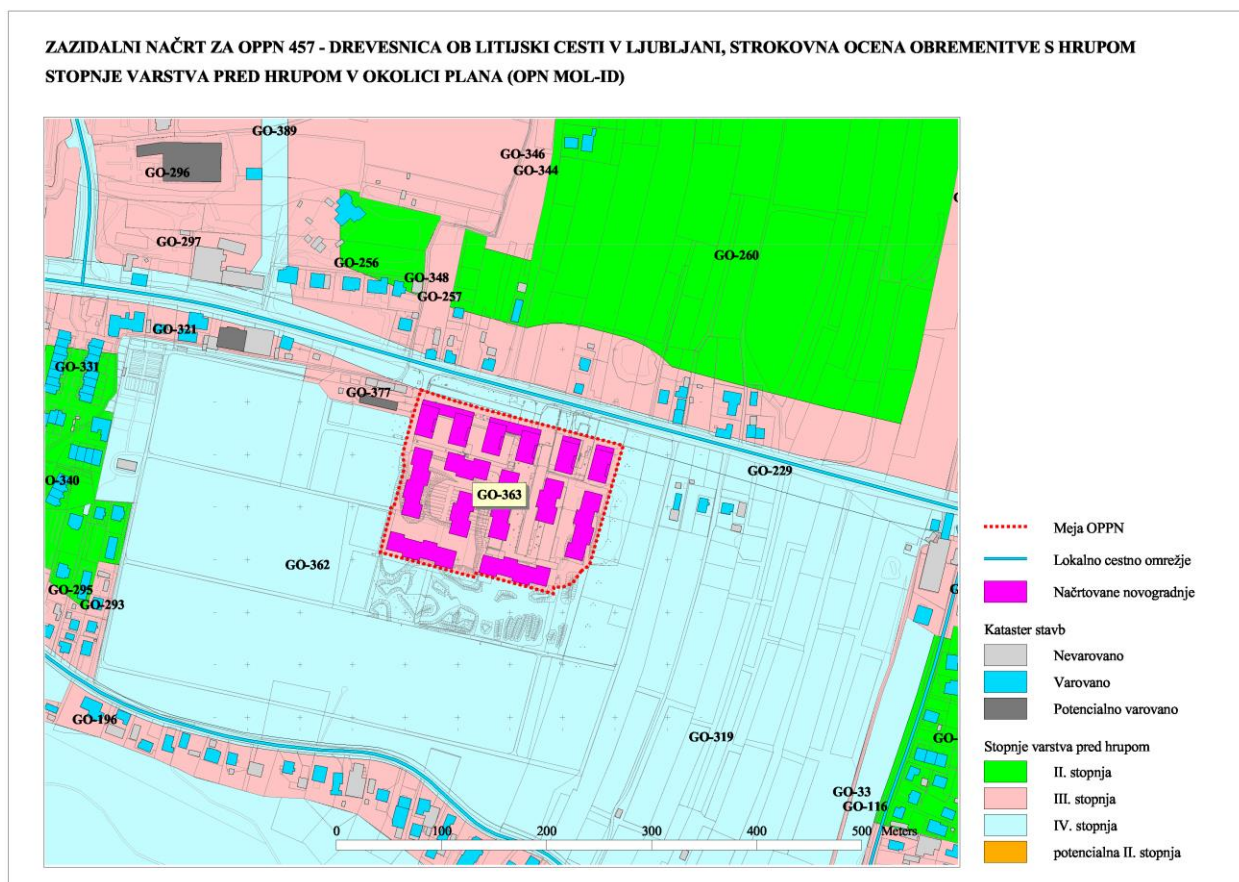 ZAZIDALNI NAČRT ZA OPPN 457 - DREVESNICA OB LITIJSKI CESTI V LJUBLJANI, STROKOVNA OCENA OBREMENITVE S HRUPOM
STOPNJE VARSTVA PRED HRUPOM V OKOLICI PLANA (OPN MOL-ID)
GO-389
GO-346
GO-344
GO-296
GO-297
GO-256
GO-260
GO-348
GO-257
GO-321
GO-331
GO-377
GO-229
GO-363
GO-362
GO-295
GO-293
GO-196
GO-319
GO-33
GO-116
0 100 200 300 400 500 Meters
Meja OPPN
Lokalno cestno omrežje
Načrtovane novogradnje
Kataster stavb
Nevarovano
Varovano
Potencialno varovano
Stopnje varstva pred hrupom
II. stopnja
III. stopnja
IV. stopnja
potencialna II. stopnja